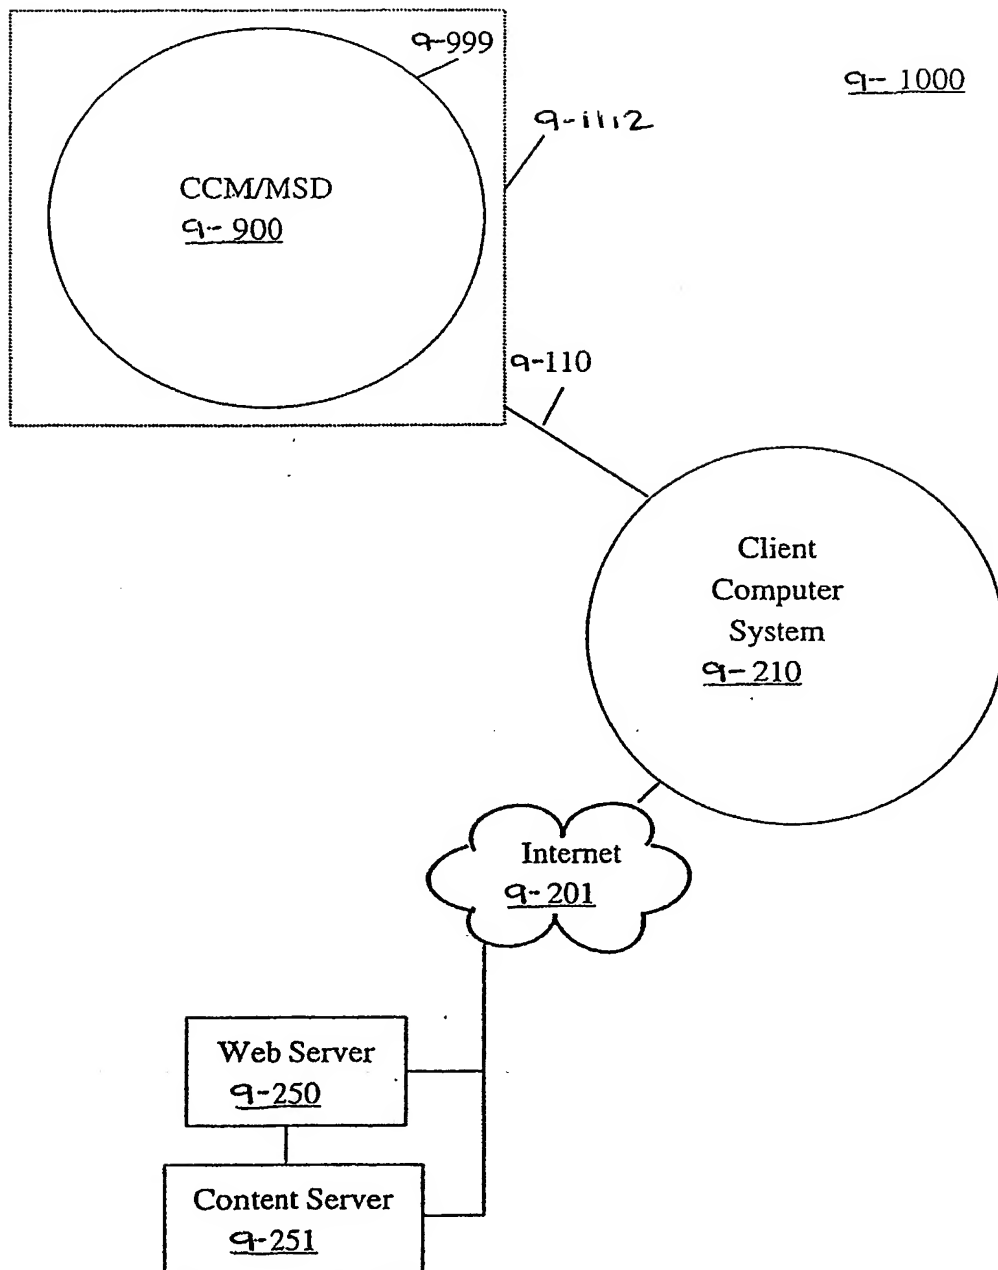 9-999
9-1000
9-1112
CCM/MSD
9-900
9-110
Client
Computer
System
9-210
Internet
9-201
Web Server
9-250
Content Server
9-251